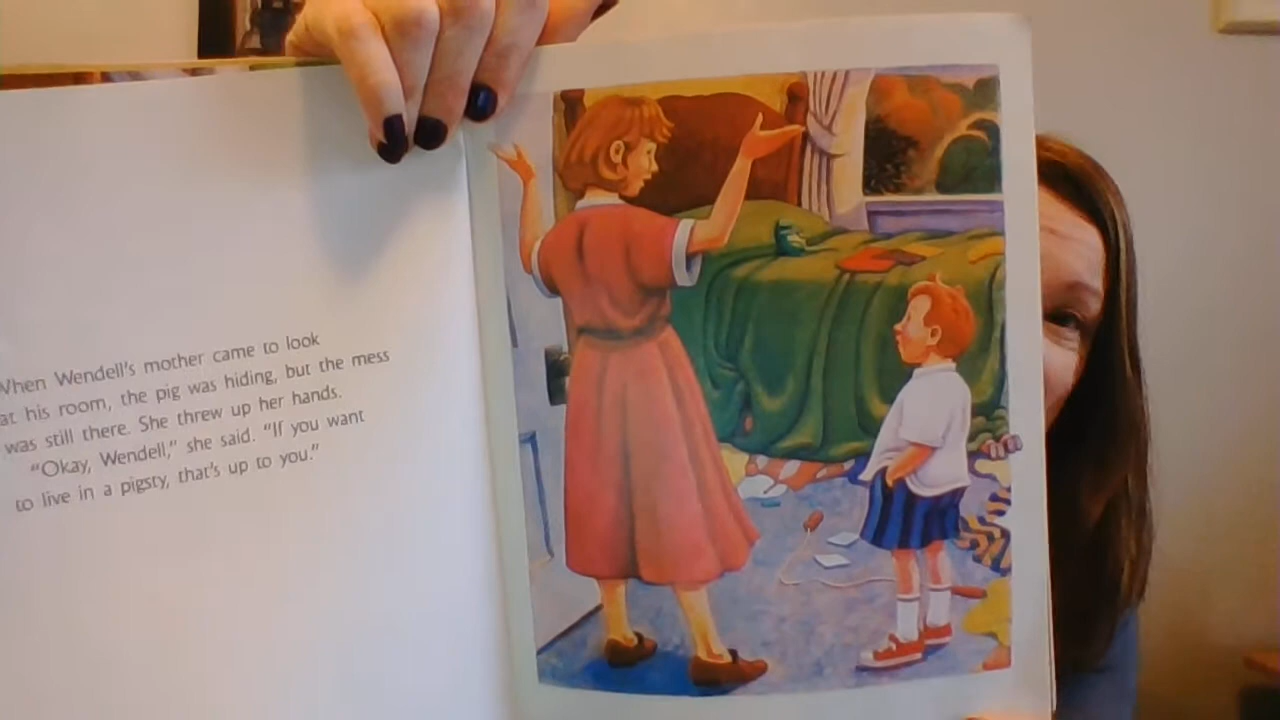 When Wendell's mother came to look
at his room, the pig was hiding, but the mess
was still there. She threw up her hands.
"Okay, Wendell," she said. "If you want
to live in a pigsty, that's up to you."